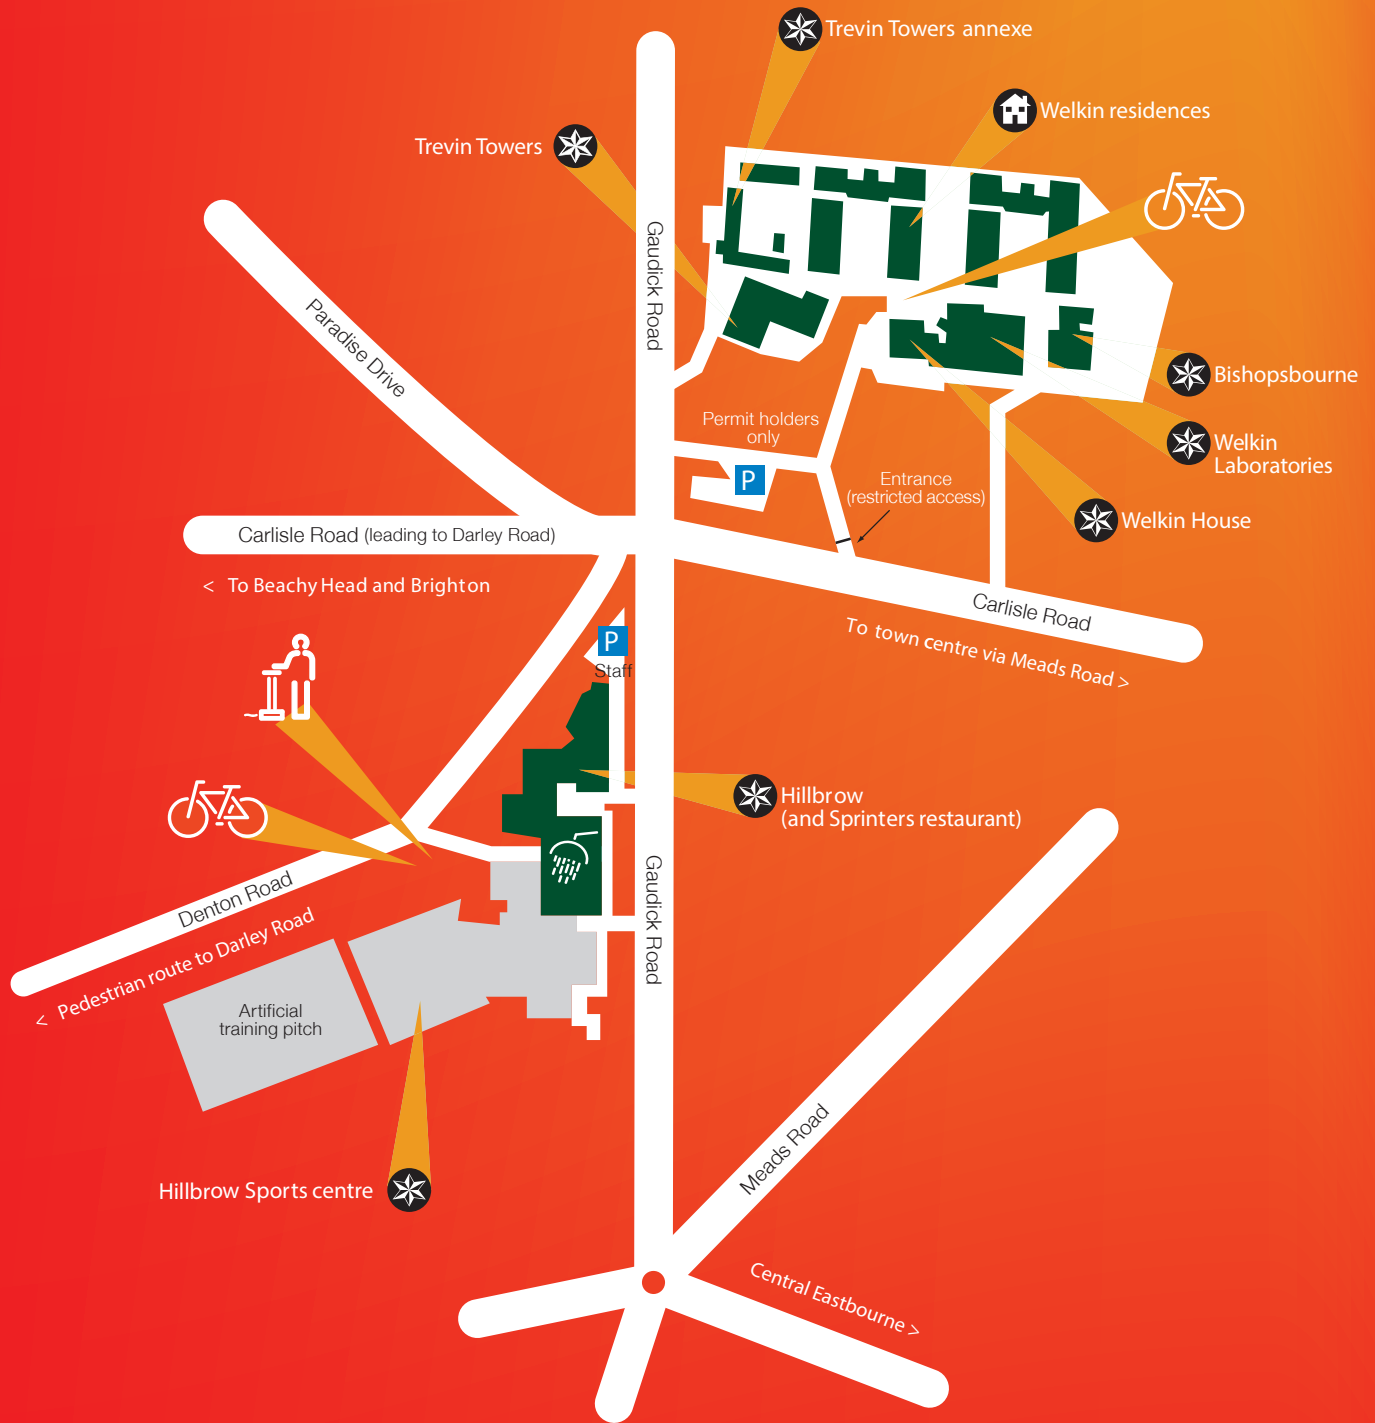 Trevin Towers annexe
Welkin residences
Trevin Towers
Gaudick Road
Paradise Drive
Bishopsbourne
Permit holders
only
P
Welkin
Laboratories
Entrance
(restricted access)
Welkin House
Carlisle Road (leading to Darley Road)
< To Beachy Head and Brighton
Carlisle Road
To town centre via Meads Road >
P
Staff
Hillbrow
(and Sprinters restaurant)
Gaudick Road
Denton Road
< Pedestrian route to Darley Road
Artificial
training pitch
Meads Road
Hillbrow Sports centre
Central Eastbourne >